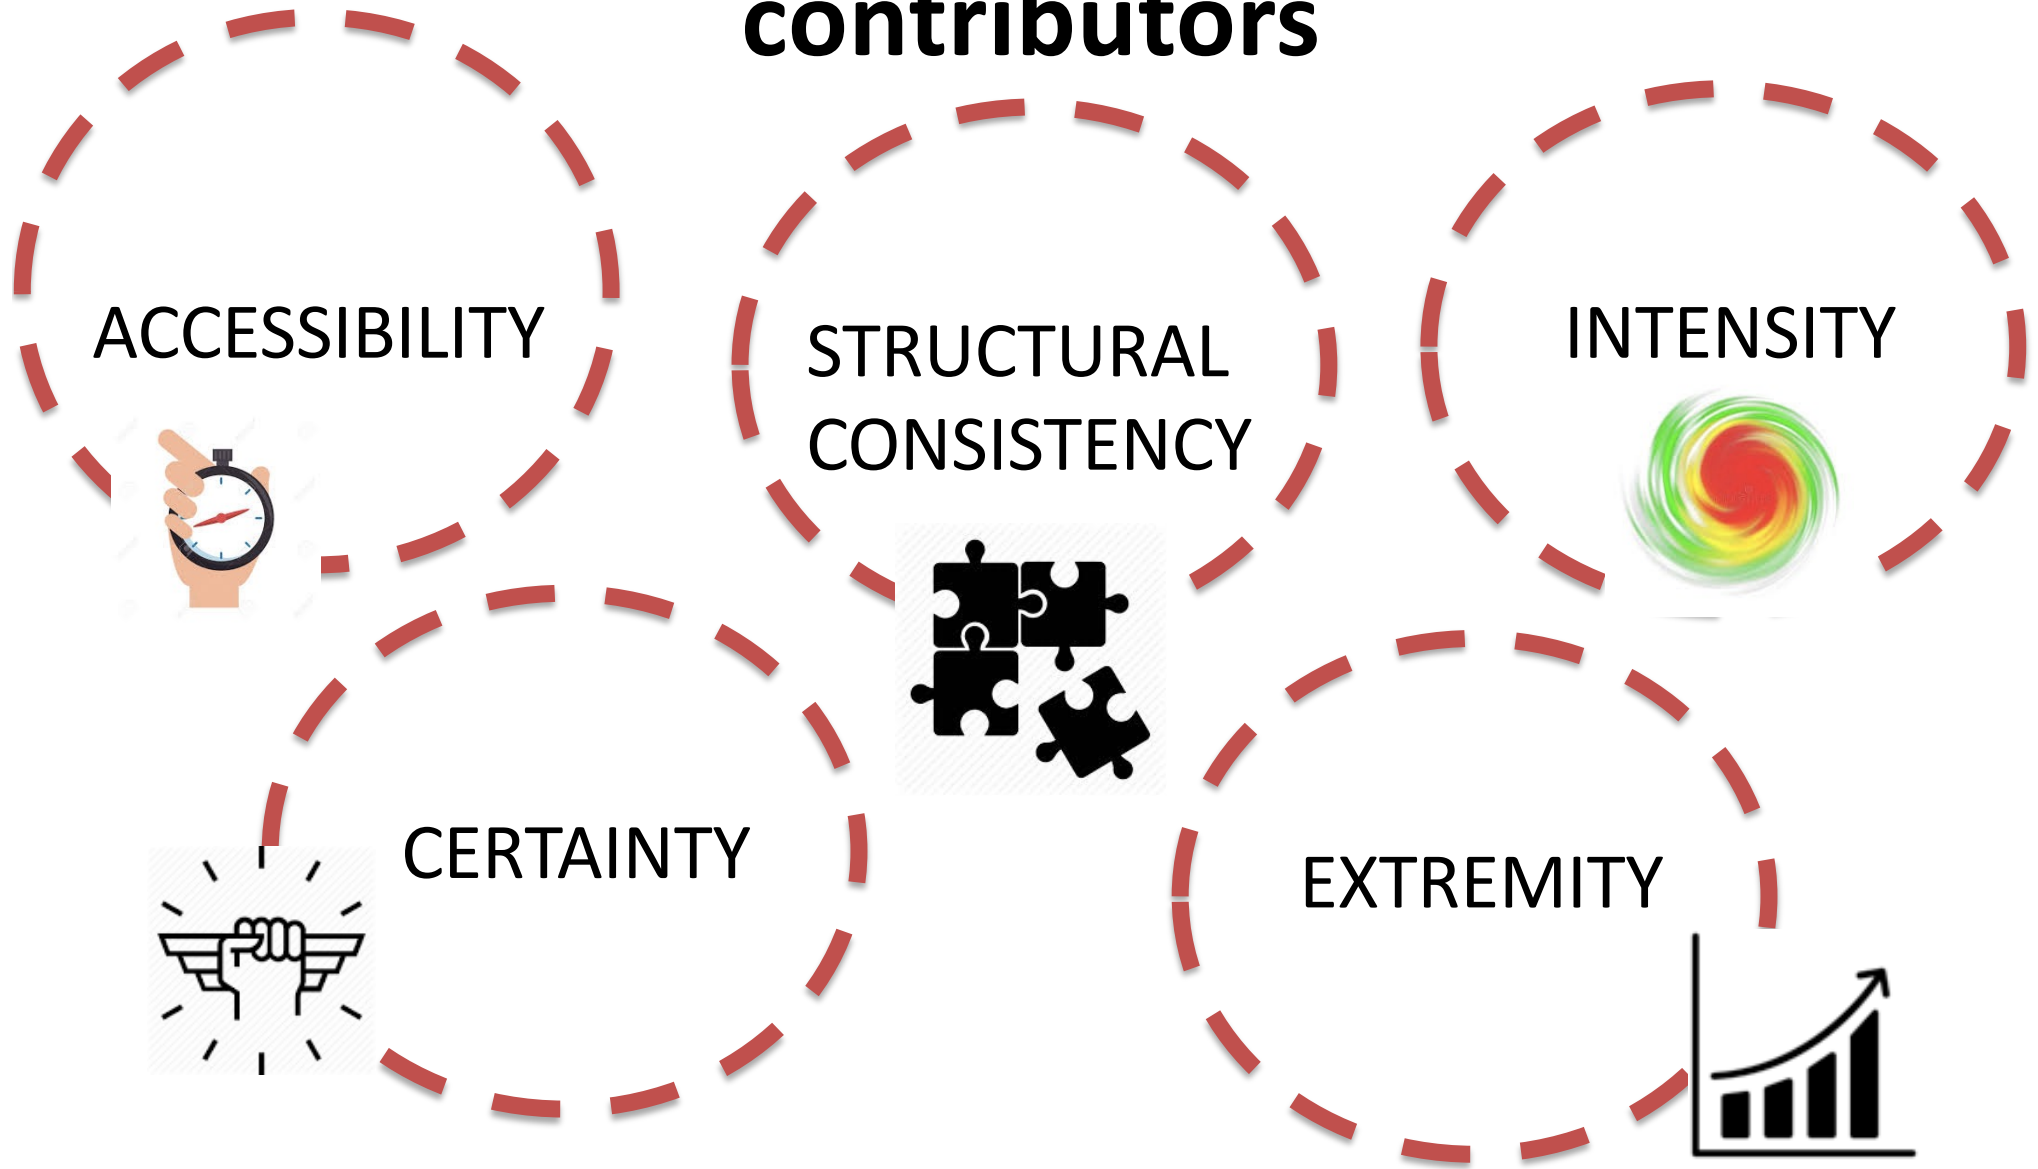 contributors
ACCESSIBILITY
STRUCTURAL
CONSISTENCY
INTENSITY
CERTAINTY
EXTREMITY